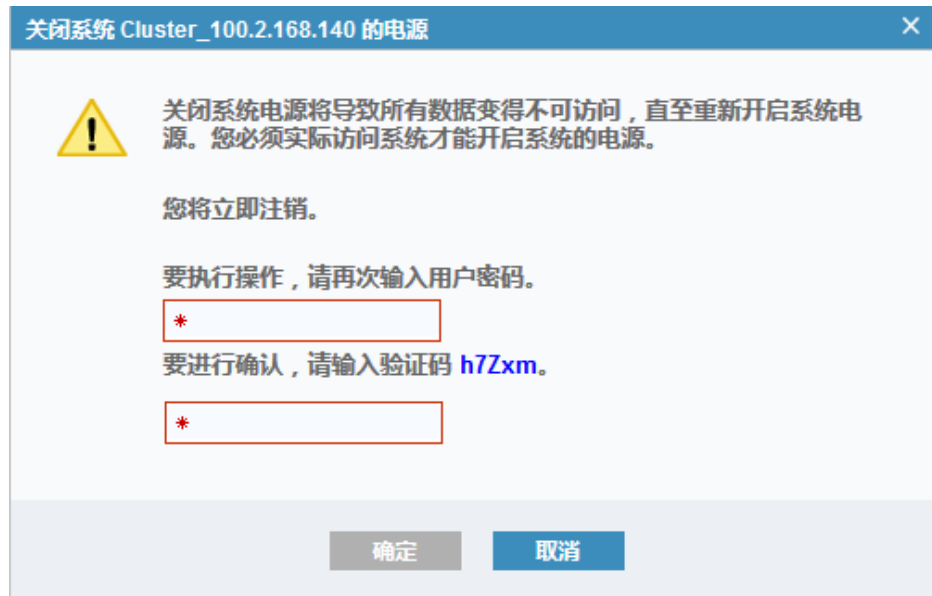 关闭系统 Cluster_100.2.168.140 的电源
关闭系统电源将导致所有数据变得不可访问，直至重新开启系统电
源。您必须实际访问系统才能开启系统的电源。
您将立即注销。
要执行操作，请再次输入用户密码。
*
要进行确认，请输入验证码 h7Zxm。
*
确定 取消